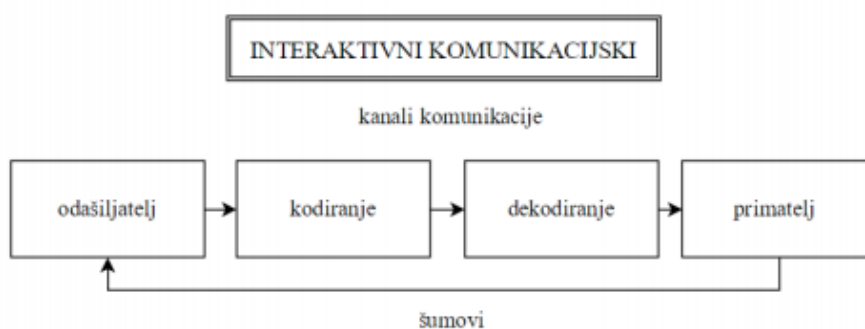 INTERAKTIVNI KOMUNIKACIJSKI
kanali komunikacije
odašiljatelj
kodiranje
dekodiranje
primatelj
šumovi